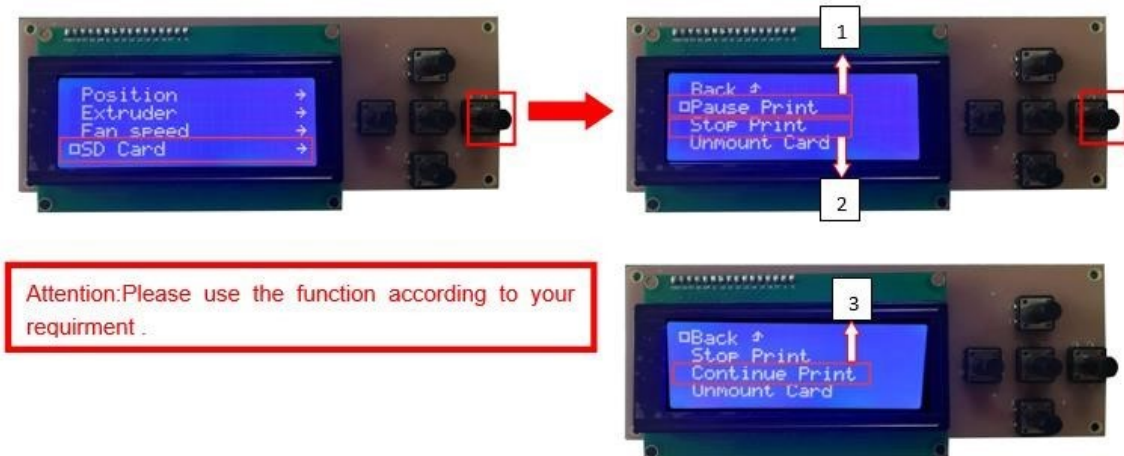 Position →
Extruder →
Fan speed →
SD Card →
1
Back
Pause Print
Stop Print
Unmount Card
2
Attention:Please use the function according to your
requirment .
3
Back
Stop Print
Continue Print
Unmount Card